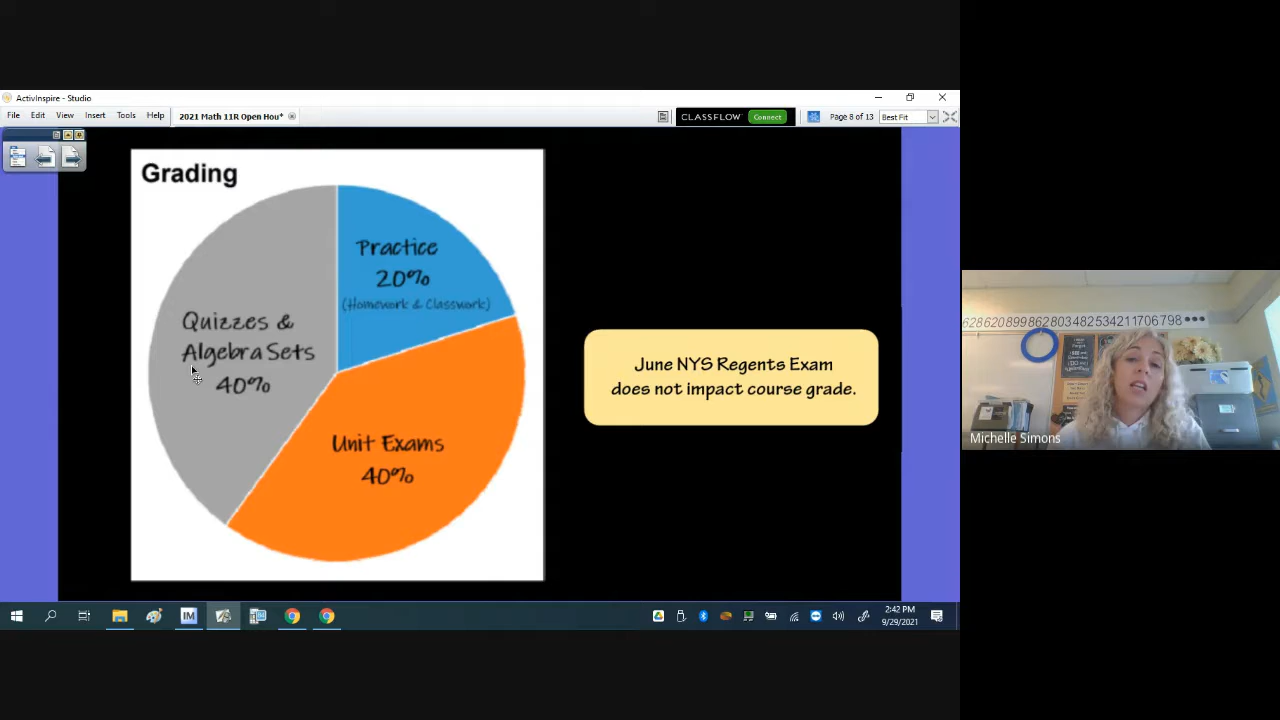 ActivInspire - Studio
File Edit View Insert Tools Help 2021 Math 11R Open Hou* CLASSFLOW Connect Page 8 of 13 Best Fit
Grading
Practice
20%
(Homework & Classwork)
Quizzes &
Algebra Sets
40%
Unit Exams
40%
June NYS Regents Exam
does not impact course grade.
628620899862803482534211706798
Michelle Simons
IM
2:42 PM
9/29/2021